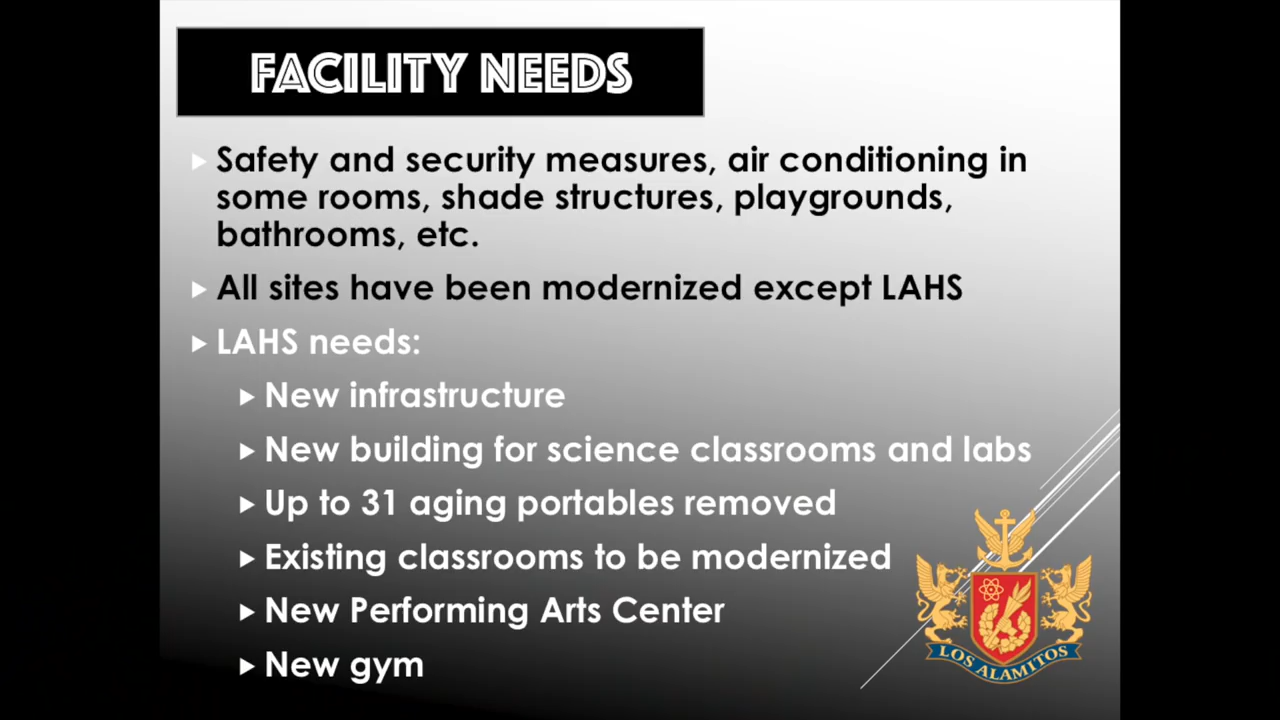 FACILITY NEEDS
Safety and security measures, air conditioning in
some rooms, shade structures, playgrounds,
bathrooms, etc.
All sites have been modernized except LAHS
LAHS needs:
New infrastructure
New building for science classrooms and labs
Up to 31 aging portables removed
Existing classrooms to be modernized
New Performing Arts Center
New gym
LOS ALAMITOS